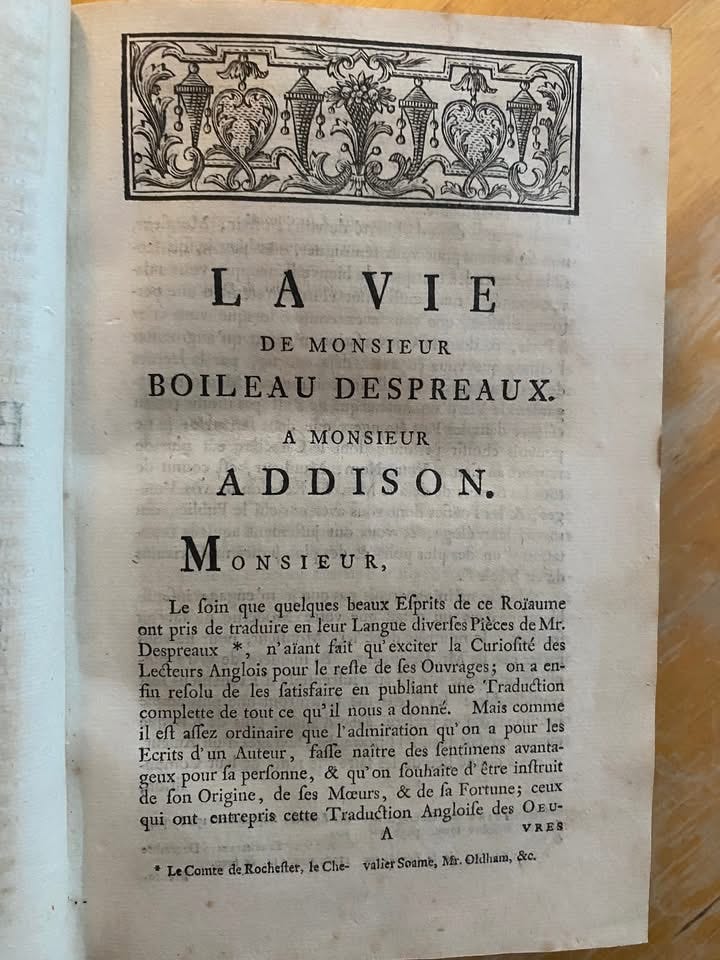 LA VIE
DE MONSIEUR
BOILEAU DESPREAUX.
A MONSIEUR
ADDISON.
MONSIEUR,
Le ſoin que quelques beaux Eſprits de ce Roïaume
ont pris de traduire en leur Langue diverſes Pièces de Mr.
Despreaux *, n'aïant fait qu'exciter la Curioſité des
Lecteurs Anglois pour le reſte de ſes Ouvrages; on a en-
fin reſolu de les ſatisfaire en publiant une Traduction
complette de tout ce qu'il nous a donné. Mais comme
il eſt aſſez ordinaire que l'admiration qu'on a pour les
Ecrits d'un Auteur, faſſe naître des ſentimens avanta-
geux pour ſa perſonne, & qu'on ſouhaite d'être inſtruit
de ſon Origine, de ſes Mœurs, & de ſa Fortune; ceux
qui ont entrepris cette Traduction Angloiſe des OEU-
A VRES
* Le Comte de Rocheſter, le Che- valier Soame, Mr. Oldham, &c.